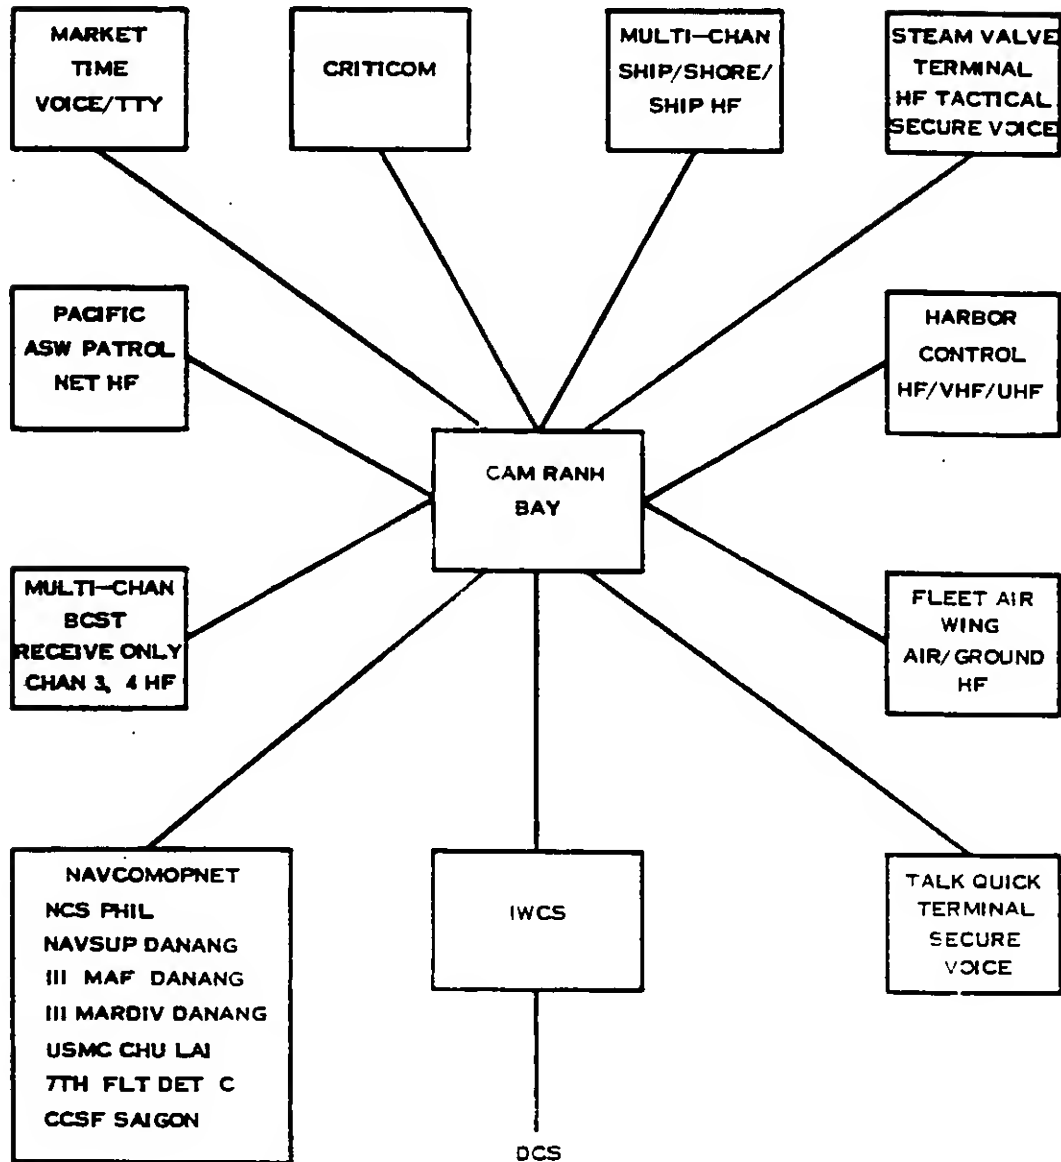 MARKET
TIME
VOICE/TTY
CRITICOM
MULTI-CHAN
SHIP/SHORE/
SHIP HF
STEAM VALVE
TERMINAL
HF TACTICAL
SECURE VOICE
PACIFIC
ASW PATROL
NET HF
HARBOR
CONTROL
HF/VHF/UHF
CAM RANH
BAY
MULTI-CHAN
BCST
RECEIVE ONLY
CHAN 3, 4 HF
FLEET AIR
WING
AIR/GROUND
HF
NAVCOMOPNET
NCS PHIL
NAVSUP DANANG
III MAF DANANG
III MARDIV DANANG
USMC CHU LAI
7TH FLT DET C
CCSF SAIGON
IWCS
TALK QUICK
TERMINAL
SECURE
VOICE
DCS